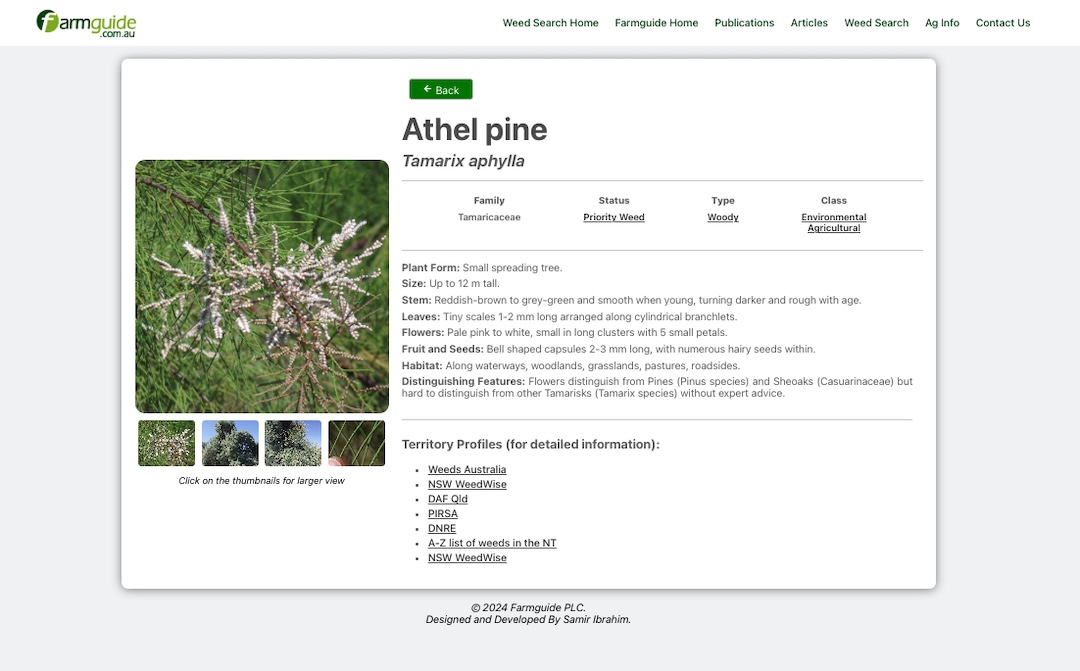 Farmguide
.com.au
Weed Search Home Farmguide Home Publications Articles Weed Search Ag Info Contact Us
← Back
Athel pine
Tamarix aphylla
Family Status Type Class
Tamaricaceae Priority Weed Woody Environmental
Agricultural
Plant Form: Small spreading tree.
Size: Up to 12 m tall.
Stem: Reddish-brown to grey-green and smooth when young, turning darker and rough with age.
Leaves: Tiny scales 1-2 mm long arranged along cylindrical branchlets.
Flowers: Pale pink to white, small in long clusters with 5 small petals.
Fruit and Seeds: Bell shaped capsules 2-3 mm long, with numerous hairy seeds within.
Habitat: Along waterways, woodlands, grasslands, pastures, roadsides.
Distinguishing Features: Flowers distinguish from Pines (Pinus species) and Sheoaks (Casuarinaceae) but
hard to distinguish from other Tamarisks (Tamarix species) without expert advice.
Click on the thumbnails for larger view
Territory Profiles (for detailed information):
• Weeds Australia
• NSW WeedWise
• DAF Qld
• PIRSA
• DNRE
• A-Z list of weeds in the NT
• NSW WeedWise
© 2024 Farmguide PLC.
Designed and Developed By Samir Ibrahim.